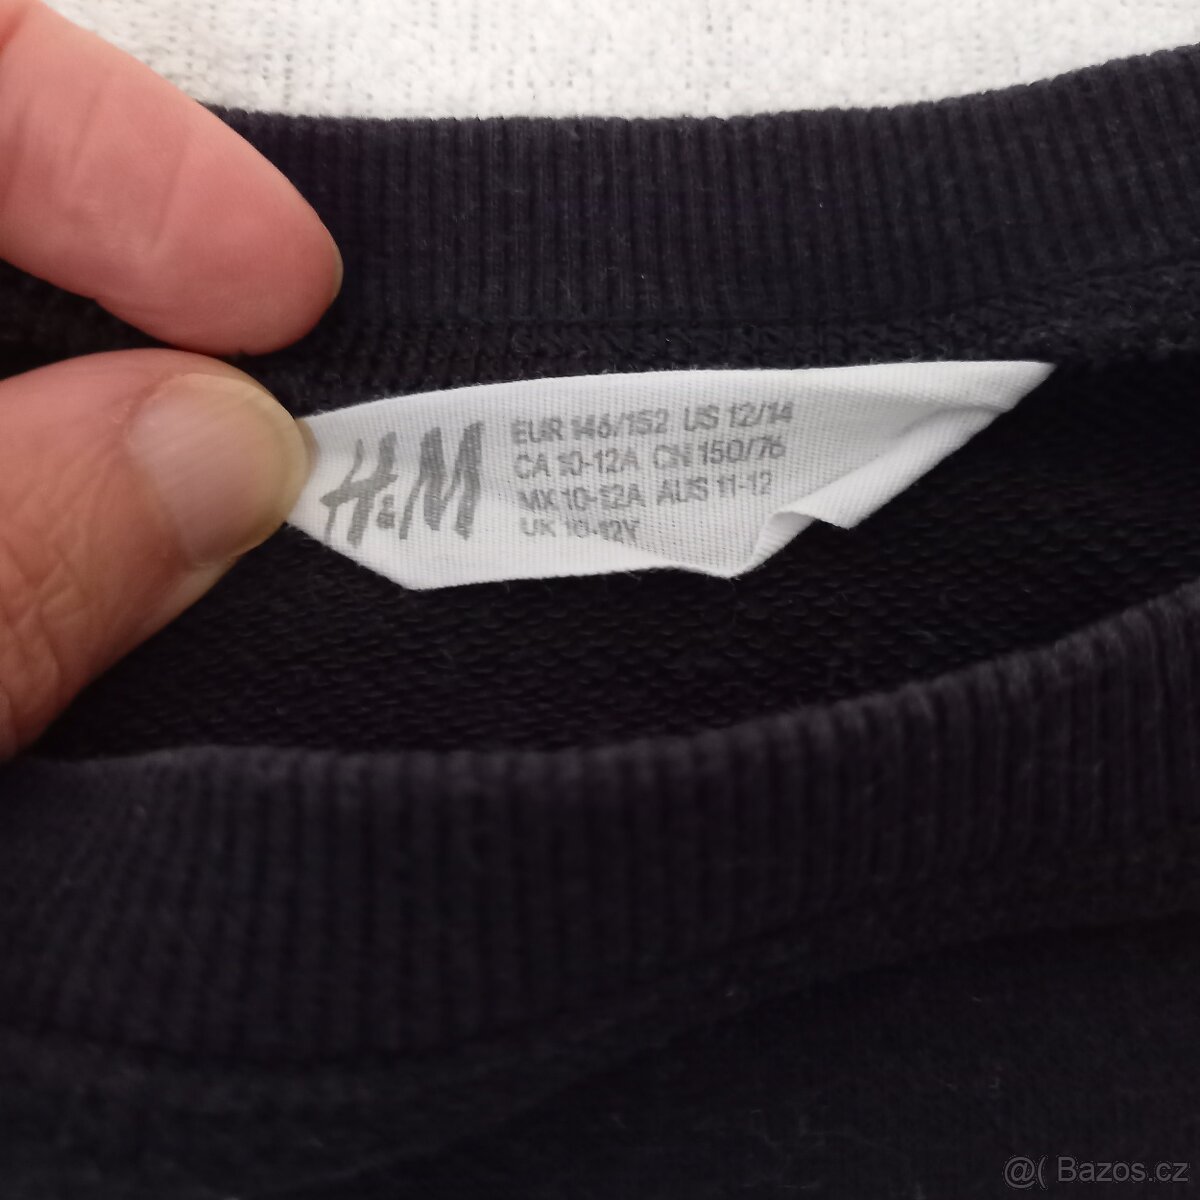 H&M
EUR 146/152 US 12/14
CA 10-12A CN 150/76
MX 10-12A AUS 11-12
UK 10-12Y
@( Bazos.cz